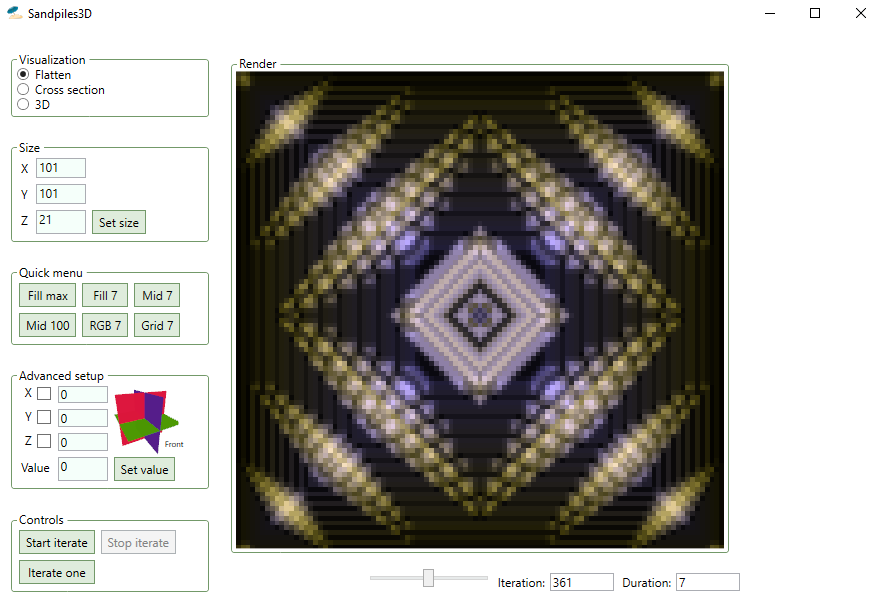 Sandpiles3D
Visualization
Flatten
Cross section
3D
Size
X 101
Y 101
Z 21 Set size
Quick menu
Fill max Fill 7 Mid 7
Mid 100 RGB 7 Grid 7
Advanced setup
X 0
Y 0
Z 0
Front
Value 0 Set value
Controls
Start iterate Stop iterate
Iterate one
Render
Iteration: 361 Duration: 7